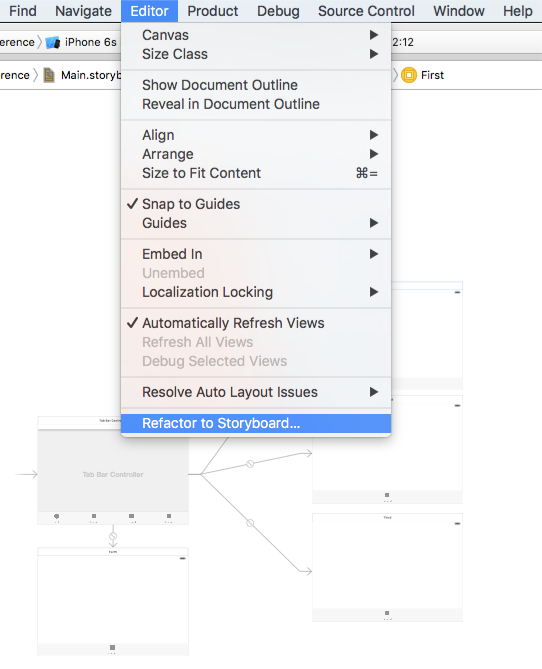 Find Navigate Editor Product Debug Source Control Window Help
erence iPhone 6s 2:12
rence Main.storyb First
Canvas
Size Class
Show Document Outline
Reveal in Document Outline
Align
Arrange
Size to Fit Content ⌘=
✓ Snap to Guides
Guides
Embed In
Unembed
Localization Locking
✓ Automatically Refresh Views
Refresh All Views
Debug Selected Views
Resolve Auto Layout Issues
Refactor to Storyboard...
Tab Bar Contr
Tab Bar Controller